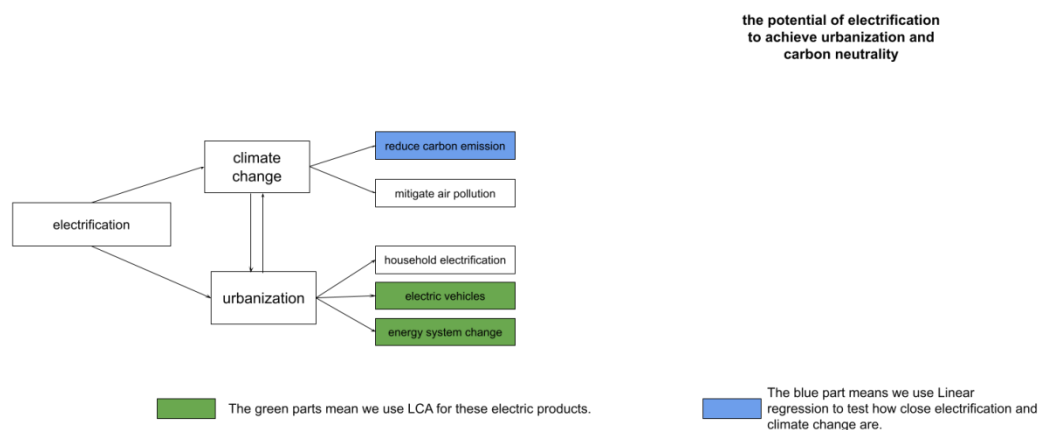 the potential of electrification
to achieve urbanization and
carbon neutrality
climate
change
reduce carbon emission
mitigate air pollution
electrification
household electrification
urbanization
electric vehicles
energy system change
The green parts mean we use LCA for these electric products.
The blue part means we use Linear
regression to test how close electrification and
climate change are.